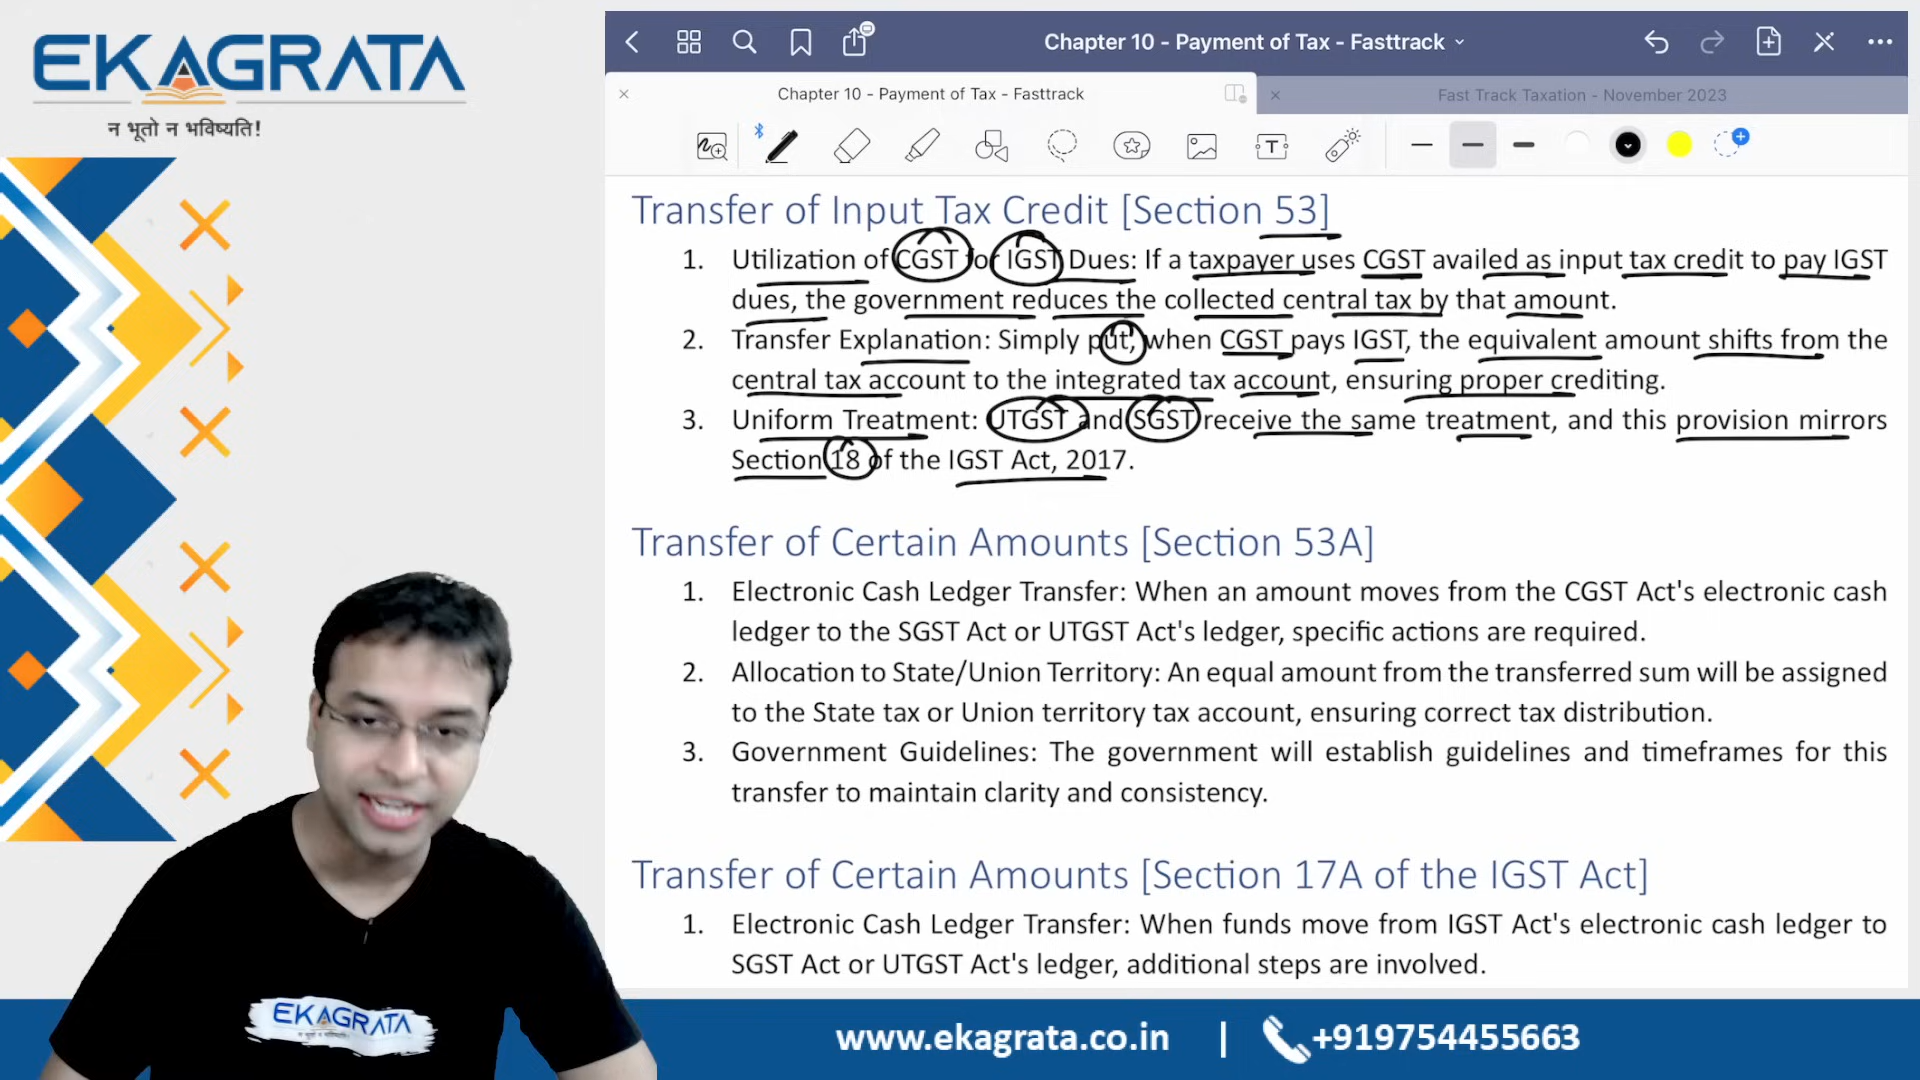 EKAGRATA
न भूतो न भविष्यति!
Chapter 10 - Payment of Tax - Fasttrack
Chapter 10 - Payment of Tax - Fasttrack
Fast Track Taxation - November 2023
Transfer of Input Tax Credit [Section 53]
1. Utilization of CGST for IGST Dues: If a taxpayer uses CGST availed as input tax credit to pay IGST
dues, the government reduces the collected central tax by that amount.
2. Transfer Explanation: Simply put, when CGST pays IGST, the equivalent amount shifts from the
central tax account to the integrated tax account, ensuring proper crediting.
3. Uniform Treatment: UTGST and SGST receive the same treatment, and this provision mirrors
Section 18 of the IGST Act, 2017.
Transfer of Certain Amounts [Section 53A]
1. Electronic Cash Ledger Transfer: When an amount moves from the CGST Act's electronic cash
ledger to the SGST Act or UTGST Act's ledger, specific actions are required.
2. Allocation to State/Union Territory: An equal amount from the transferred sum will be assigned
to the State tax or Union territory tax account, ensuring correct tax distribution.
3. Government Guidelines: The government will establish guidelines and timeframes for this
transfer to maintain clarity and consistency.
Transfer of Certain Amounts [Section 17A of the IGST Act]
1. Electronic Cash Ledger Transfer: When funds move from IGST Act's electronic cash ledger to
SGST Act or UTGST Act's ledger, additional steps are involved.
EKAGRATA
www.ekagrata.co.in | +919754455663